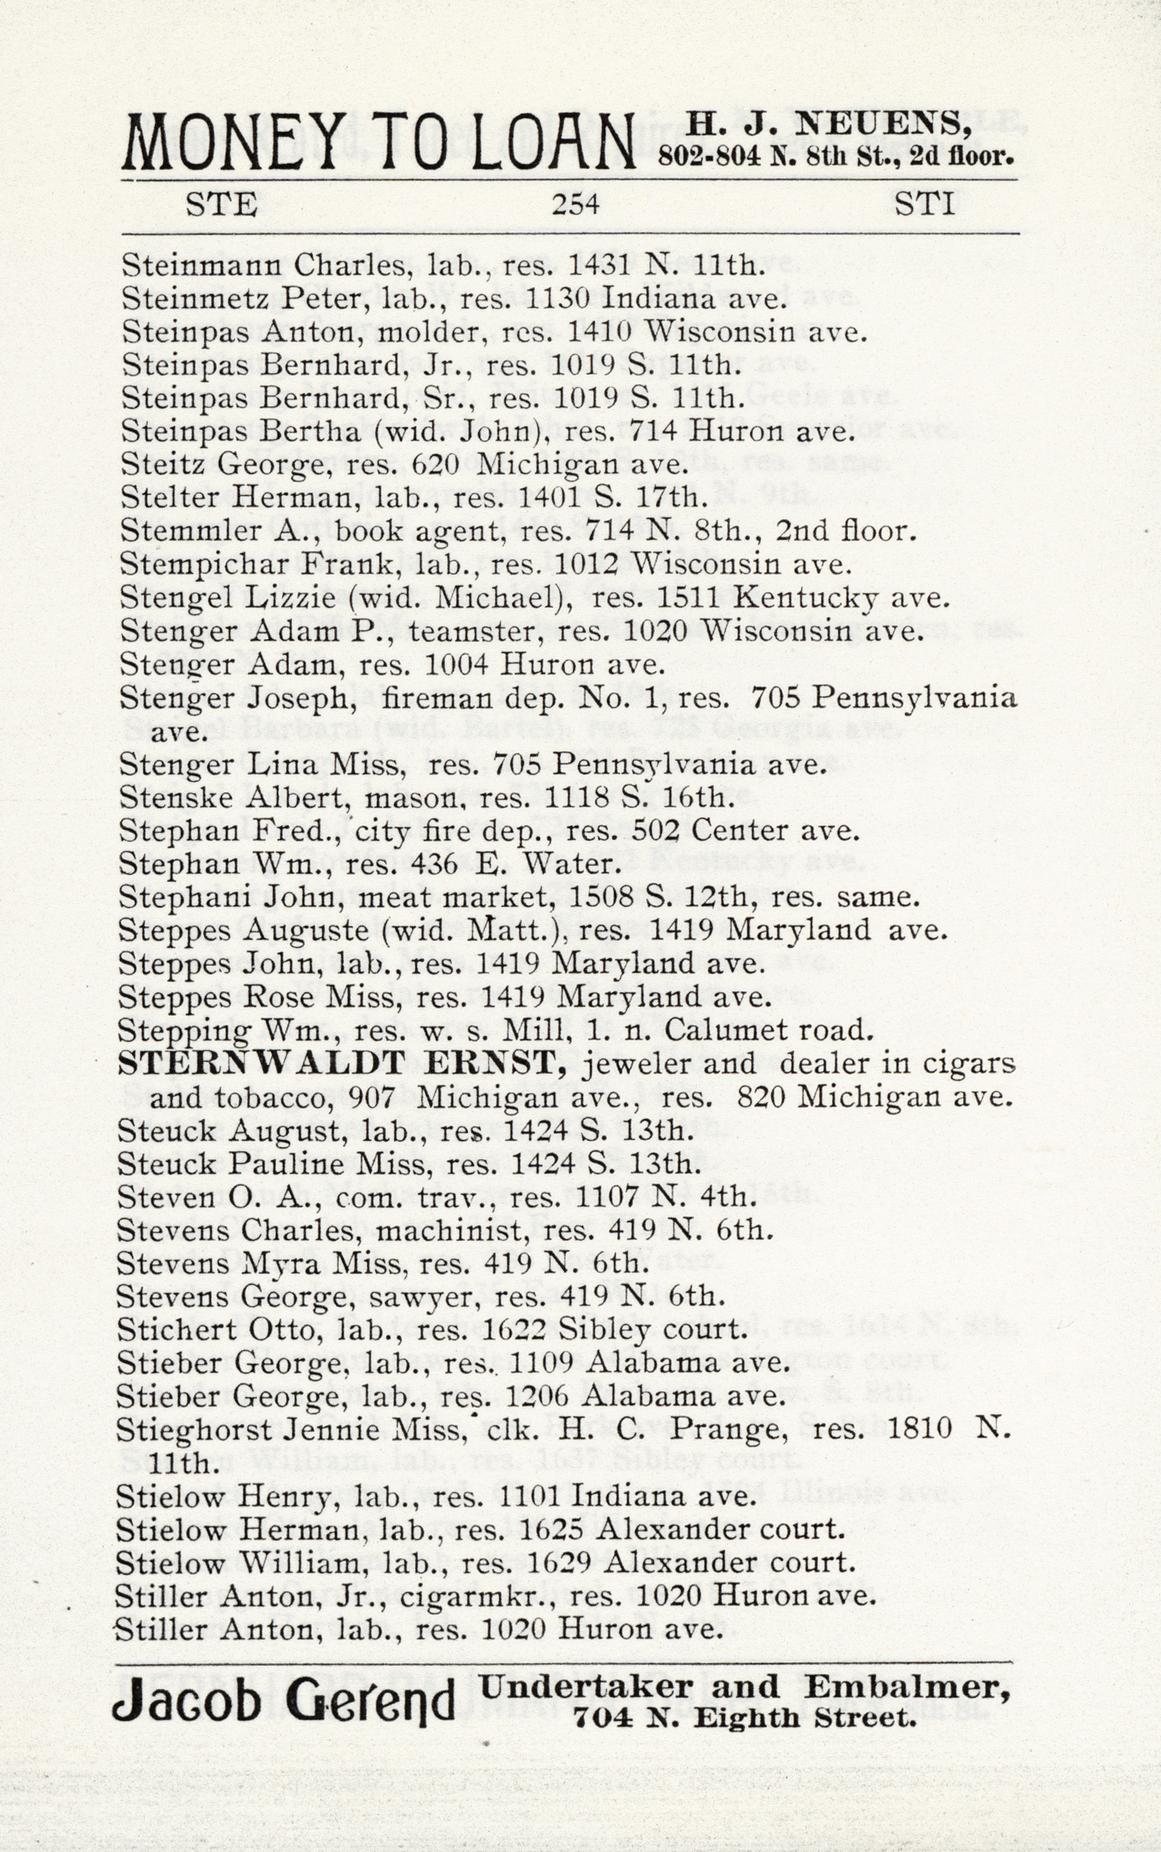 MONEY TO LOAN H. J. NEUENS,
802-804 N. 8th St., 2d floor.
STE 254 STI
Steinmann Charles, lab., res. 1431 N. 11th.
Steinmetz Peter, lab., res. 1130 Indiana ave.
Steinpas Anton, molder, res. 1410 Wisconsin ave.
Steinpas Bernhard, Jr., res. 1019 S. 11th.
Steinpas Bernhard, Sr., res. 1019 S. 11th.
Steinpas Bertha (wid. John), res. 714 Huron ave.
Steitz George, res. 620 Michigan ave.
Stelter Herman, lab., res. 1401 S. 17th.
Stemmler A., book agent, res. 714 N. 8th., 2nd floor.
Stempichar Frank, lab., res. 1012 Wisconsin ave.
Stengel Lizzie (wid. Michael), res. 1511 Kentucky ave.
Stenger Adam P., teamster, res. 1020 Wisconsin ave.
Stenger Adam, res. 1004 Huron ave.
Stenger Joseph, fireman dep. No. 1, res. 705 Pennsylvania
ave.
Stenger Lina Miss, res. 705 Pennsylvania ave.
Stenske Albert, mason, res. 1118 S. 16th.
Stephan Fred., city fire dep., res. 502 Center ave.
Stephan Wm., res. 436 E. Water.
Stephani John, meat market, 1508 S. 12th, res. same.
Steppes Auguste (wid. Matt.), res. 1419 Maryland ave.
Steppes John, lab., res. 1419 Maryland ave.
Steppes Rose Miss, res. 1419 Maryland ave.
Stepping Wm., res. w. s. Mill, 1. n. Calumet road.
STERNWALDT ERNST, jeweler and dealer in cigars
and tobacco, 907 Michigan ave., res. 820 Michigan ave.
Steuck August, lab., res. 1424 S. 13th.
Steuck Pauline Miss, res. 1424 S. 13th.
Steven O. A., com. trav., res. 1107 N. 4th.
Stevens Charles, machinist, res. 419 N. 6th.
Stevens Myra Miss, res. 419 N. 6th.
Stevens George, sawyer, res. 419 N. 6th.
Stichert Otto, lab., res. 1622 Sibley court.
Stieber George, lab., res. 1109 Alabama ave.
Stieber George, lab., res. 1206 Alabama ave.
Stieghorst Jennie Miss, clk. H. C. Prange, res. 1810 N.
11th.
Stielow Henry, lab., res. 1101 Indiana ave.
Stielow Herman, lab., res. 1625 Alexander court.
Stielow William, lab., res. 1629 Alexander court.
Stiller Anton, Jr., cigarmkr., res. 1020 Huron ave.
Stiller Anton, lab., res. 1020 Huron ave.
Jacob Gerend Undertaker and Embalmer,
704 N. Eighth Street.